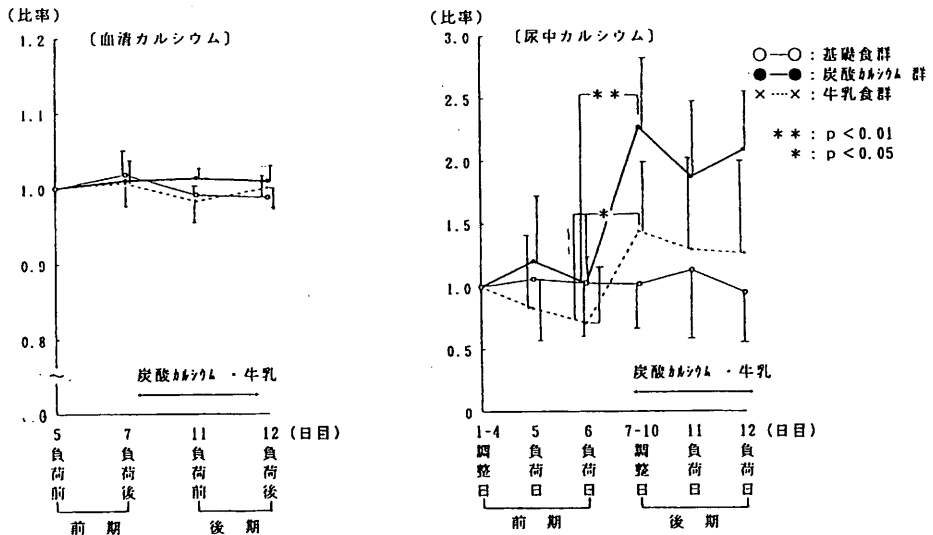 (比率)
〔血清カルシウム〕
1.2
1.0
0.9
0.8
.0
炭酸カルシウム ・牛乳
5 7 11 12 (日目)
負荷前 負荷後 負荷前 負荷後
前期 後期
(比率)
〔尿中カルシウム〕
3.0
2.5
2.0
1.5
1.0
0.5
0
○─○ : 基礎食群
●─● : 炭酸カルシウム 群
×┄┄× : 牛乳食群
** : p<0.01
* : p<0.05
**
*
炭酸カルシウム ・牛乳
1-4 5 6 7-10 11 12 (日目)
調整日 負荷日 負荷日 調整日 負荷日 負荷日
前期 後期